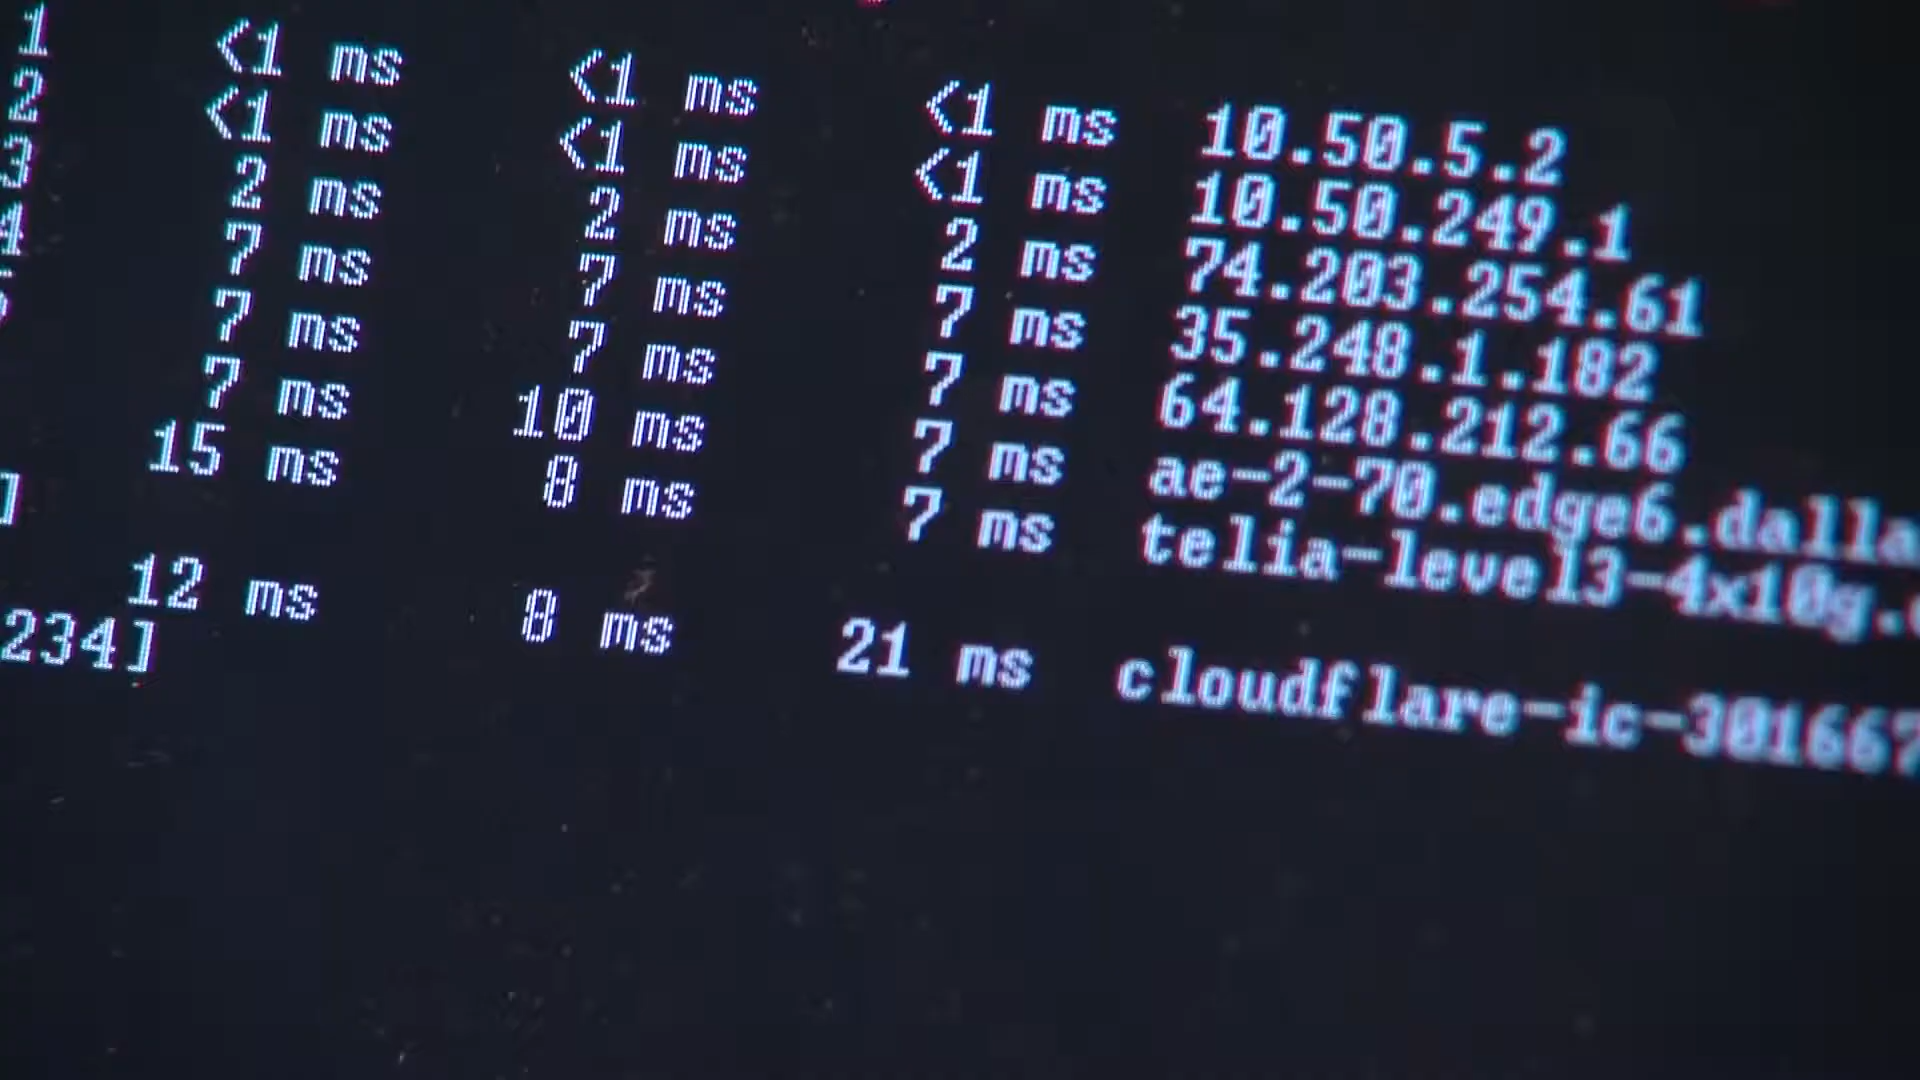 1 <1 ms <1 ms <1 ms 10.50.5.2
2 <1 ms <1 ms <1 ms 10.50.249.1
3 2 ms 2 ms 2 ms 74.203.254.61
4 7 ms 7 ms 7 ms 35.248.1.182
7 ms 7 ms 7 ms 64.128.212.66
7 ms 10 ms 7 ms ae-2-70.edge6.dalla
15 ms 8 ms 7 ms telia-level3-4x10g.
]
12 ms 8 ms 21 ms cloudflare-ic-301667
234]